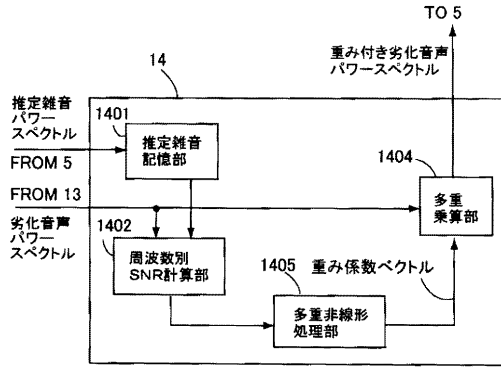 TO 5
重み付き劣化音声
パワースペクトル
14
推定雑音
パワー
スペクトル
1401
推定雑音
記憶部
FROM 5
1404
FROM 13
多重
乗算部
劣化音声
パワー
スペクトル
1402
周波数別
SNR計算部
1405
重み係数ベクトル
多重非線形
処理部